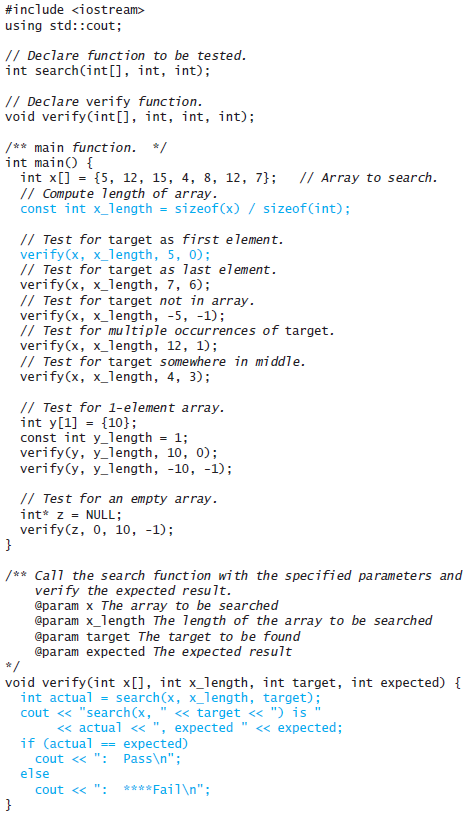 #include <iostream>
using std::cout;
// Declare function to be tested.
int search(int[], int, int);
// Declare verify function.
void verify(int[], int, int, int);
/** main function. */
int main() {
int x[] = {5, 12, 15, 4, 8, 12, 7}; // Array to search.
// Compute length of array.
const int x_length = sizeof(x) / sizeof(int);
// Test for target as first element.
verify(x, x_length, 5, 0);
// Test for target as last element.
verify(x, x_length, 7, 6);
// Test for target not in array.
verify(x, x_length, -5, -1);
// Test for multiple occurrences of target.
verify(x, x_length, 12, 1);
// Test for target somewhere in middle.
verify(x, x_length, 4, 3);
// Test for 1-element array.
int y[1] = {10};
const int y_length = 1;
verify(y, y_length, 10, 0);
verify(y, y_length, -10, -1);
// Test for an empty array.
int* z = NULL;
verify(z, 0, 10, -1);
}
/** Call the search function with the specified parameters and
verify the expected result.
@param x The array to be searched
@param x_length The length of the array to be searched
@param target The target to be found
@param expected The expected result
*/
void verify(int x[], int x_length, int target, int expected) {
int actual = search(x, x_length, target);
cout << "search(x, " << target << ") is "
<< actual << ", expected " << expected;
if (actual == expected)
cout << ": Pass\n";
else
cout << ": ****Fail\n";
}